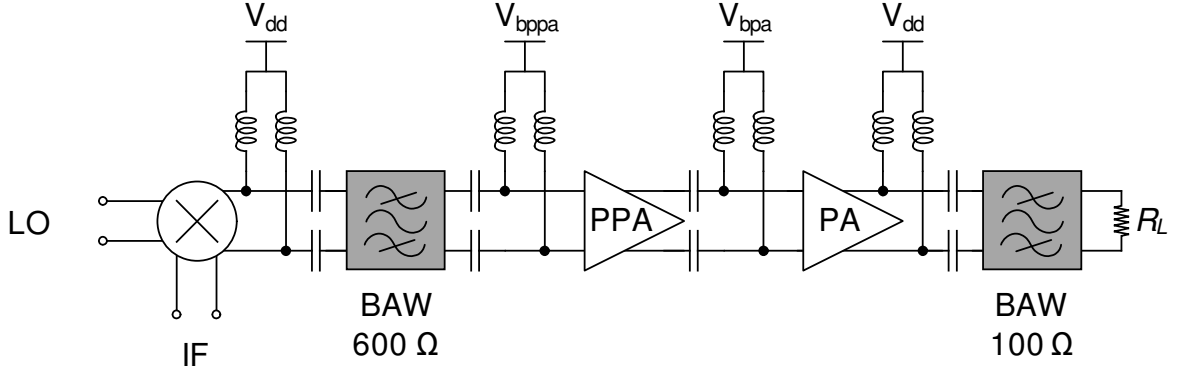 V_dd
V_bppa
V_bpa
V_dd
LO
PPA
PA
R_L
BAW
600 Ω
BAW
100 Ω
IF